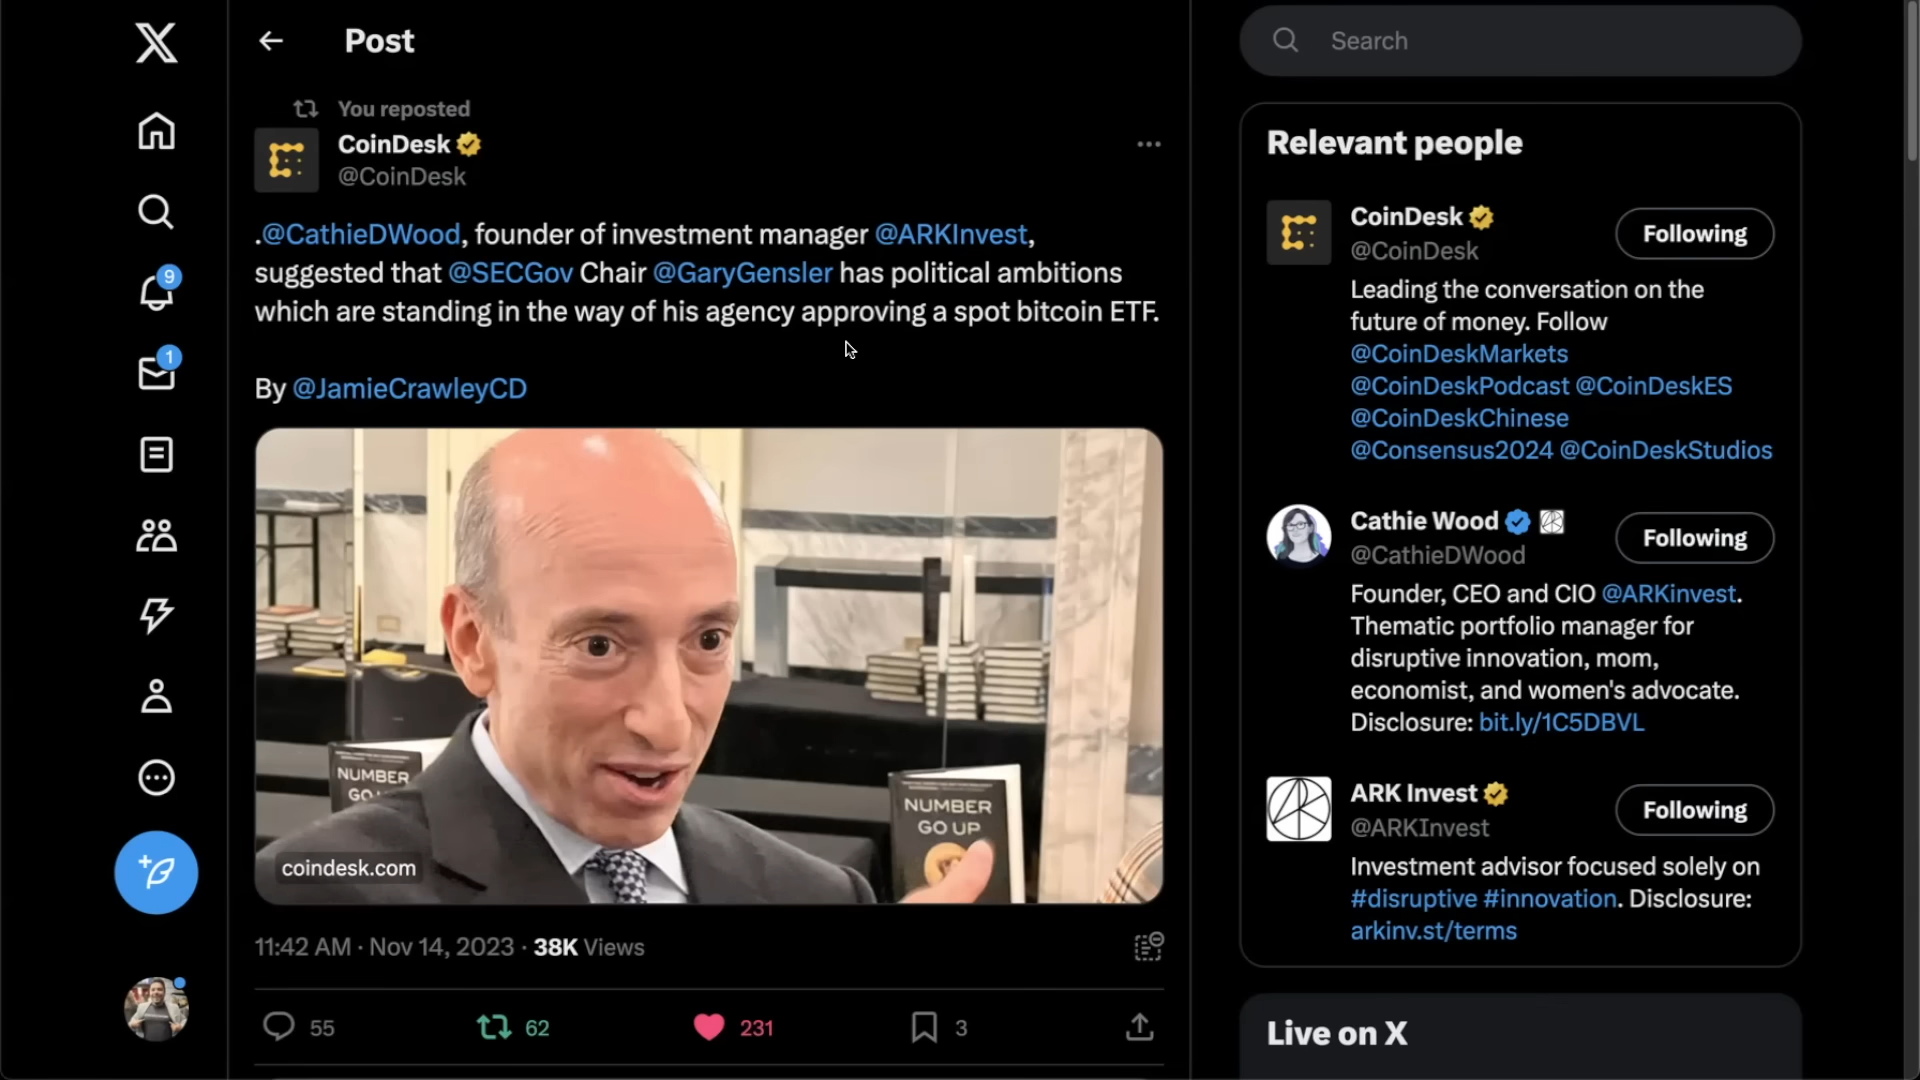 Post
You reposted
CoinDesk
@CoinDesk
.@CathieDWood, founder of investment manager @ARKInvest,
suggested that @SECGov Chair @GaryGensler has political ambitions
which are standing in the way of his agency approving a spot bitcoin ETF.
By @JamieCrawleyCD
NUMBER
NUMBER
GO UP
coindesk.com
11:42 AM · Nov 14, 2023 · 38K Views
55
62
231
3
9
1
Search
Relevant people
CoinDesk
@CoinDesk
Following
Leading the conversation on the
future of money. Follow
@CoinDeskMarkets
@CoinDeskPodcast @CoinDeskES
@CoinDeskChinese
@Consensus2024 @CoinDeskStudios
Cathie Wood
@CathieDWood
Following
Founder, CEO and CIO @ARKinvest.
Thematic portfolio manager for
disruptive innovation, mom,
economist, and women's advocate.
Disclosure: bit.ly/1C5DBVL
ARK Invest
@ARKInvest
Following
Investment advisor focused solely on
#disruptive #innovation. Disclosure:
arkinv.st/terms
Live on X